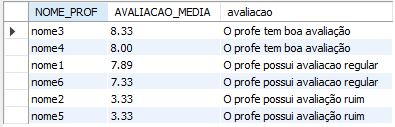 NOME_PROF AVALIACAO_MEDIA avaliacao
nome3 8.33 O profe tem boa avaliação
nome4 8.00 O profe tem boa avaliação
nome1 7.89 O profe possui avaliacao regular
nome6 7.33 O profe possui avaliacao regular
nome2 3.33 O profe possui avaliação ruim
nome5 3.33 O profe possui avaliação ruim